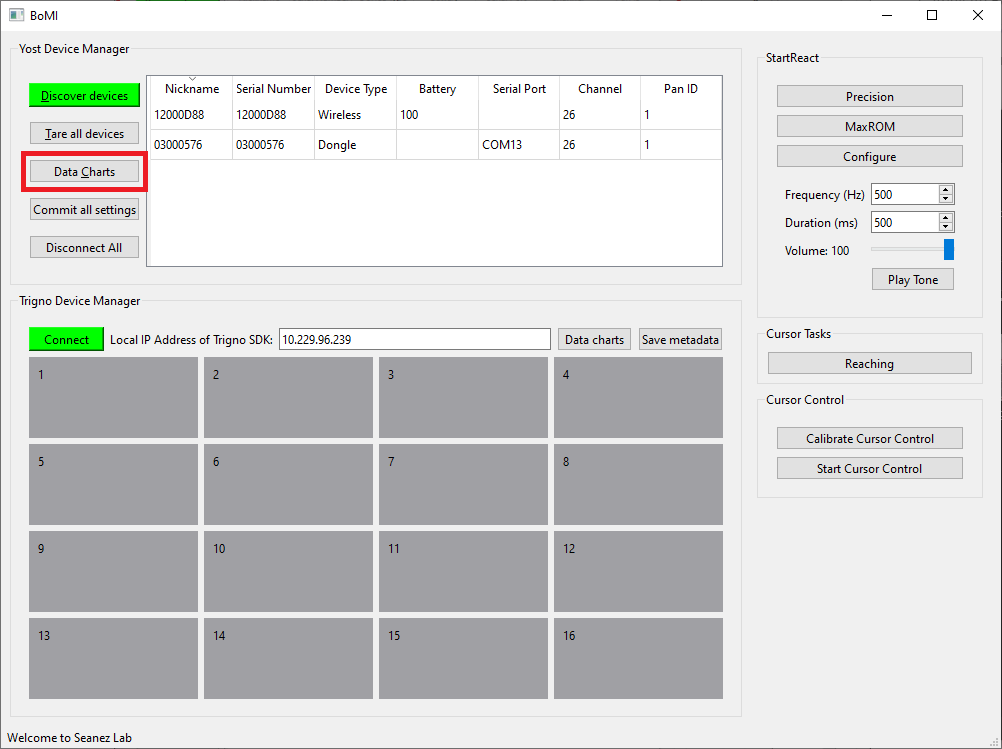 BoMI
Yost Device Manager
Discover devices
Tare all devices
Data Charts
Commit all settings
Disconnect All
Nickname Serial Number Device Type Battery Serial Port Channel Pan ID
12000D88 12000D88 Wireless 100 26 1
03000576 03000576 Dongle COM13 26 1
Trigno Device Manager
Connect Local IP Address of Trigno SDK: 10.229.96.239 Data charts Save metadata
1 2 3 4
5 6 7 8
9 10 11 12
13 14 15 16
StartReact
Precision
MaxROM
Configure
Frequency (Hz) 500
Duration (ms) 500
Volume: 100
Play Tone
Cursor Tasks
Reaching
Cursor Control
Calibrate Cursor Control
Start Cursor Control
Welcome to Seanez Lab